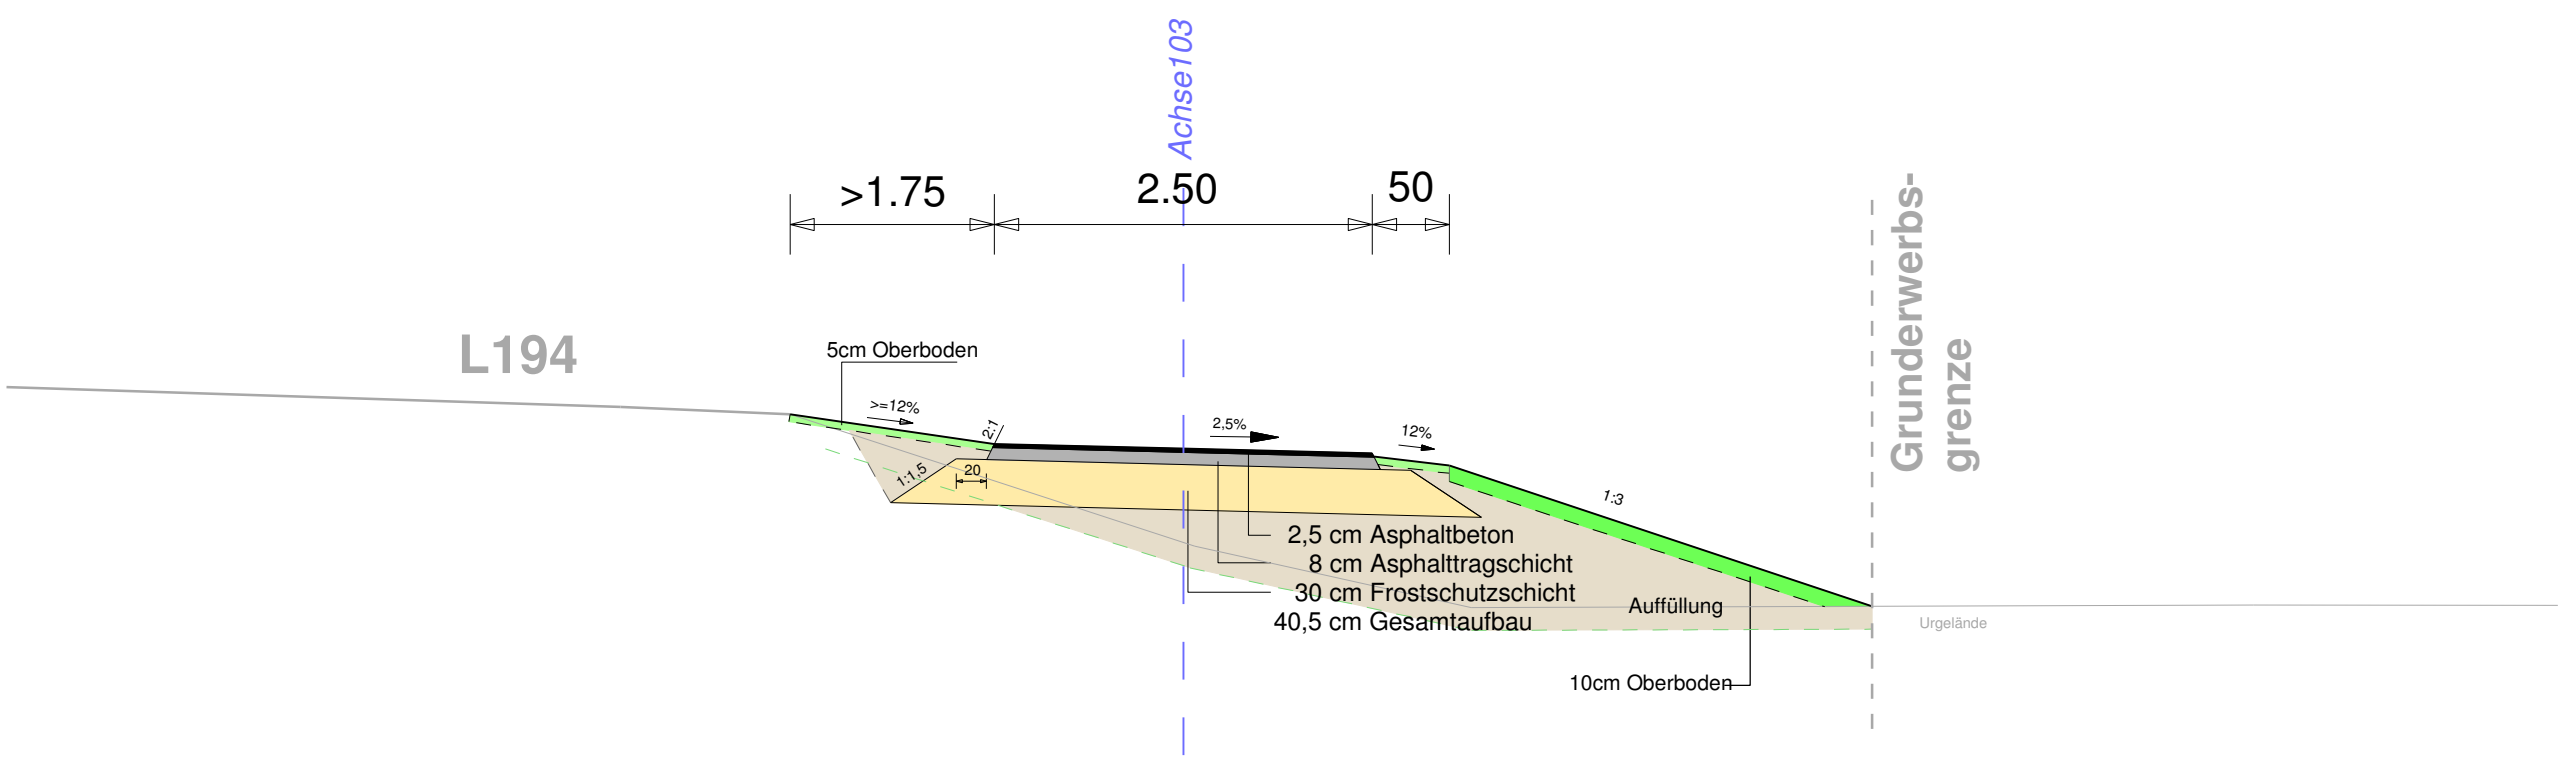 Achse103
>1.75
2.50
50
Grunderwerbs-
grenze
L194
5cm Oberboden
>=12%
2:1
2,5%
12%
1:1,5
20
1:3
2,5 cm Asphaltbeton
8 cm Asphalttragschicht
30 cm Frostschutzschicht
40,5 cm Gesamtaufbau
Auffüllung
Urgelände
10cm Oberboden